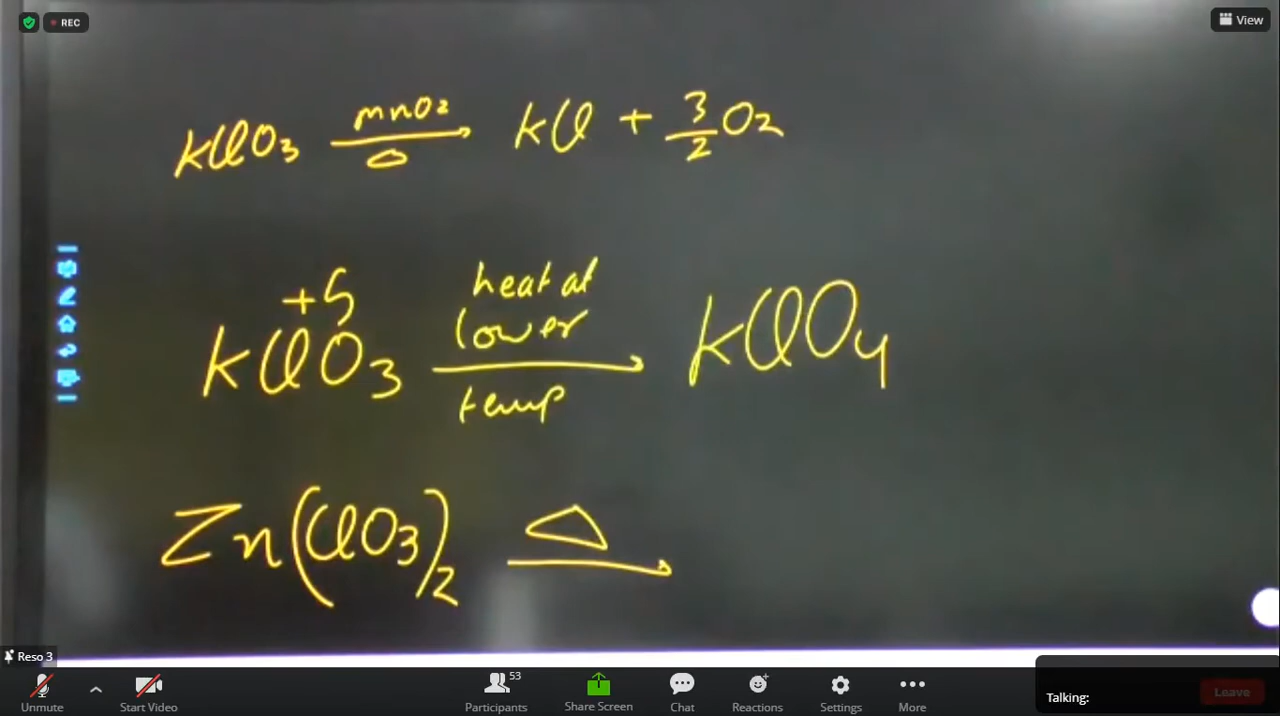 REC
View
KClO3 MnO2 Δ → KCl + 3/2 O2
+5
KClO3 heat at lower temp → KClO4
Zn(ClO3)2 Δ →
Reso 3
53
Unmute Start Video Participants Share Screen Chat Reactions Settings More
Talking:
Leave